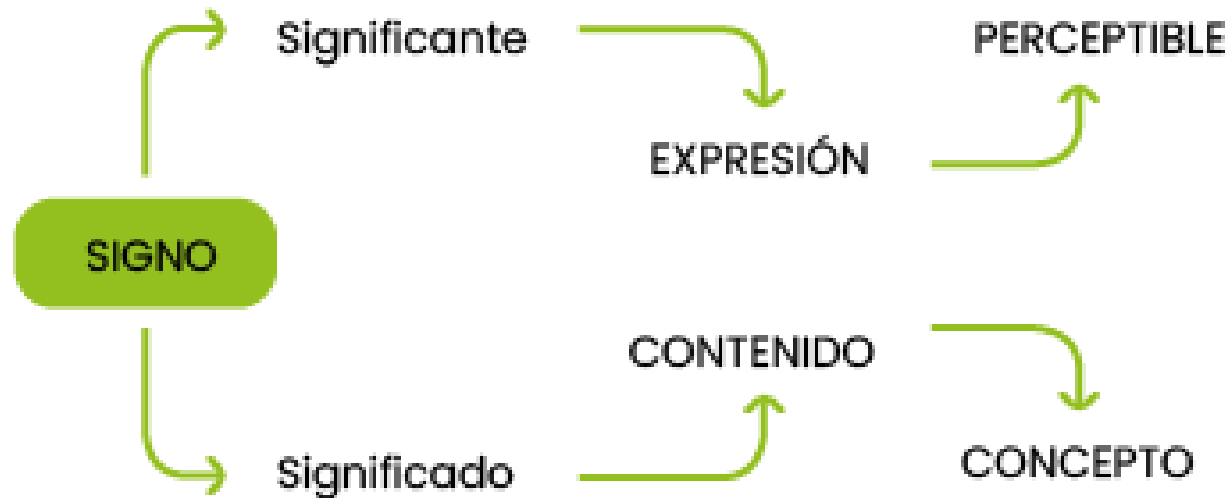 Significante
PERCEPTIBLE
EXPRESIÓN
SIGNO
CONTENIDO
CONCEPTO
Significado